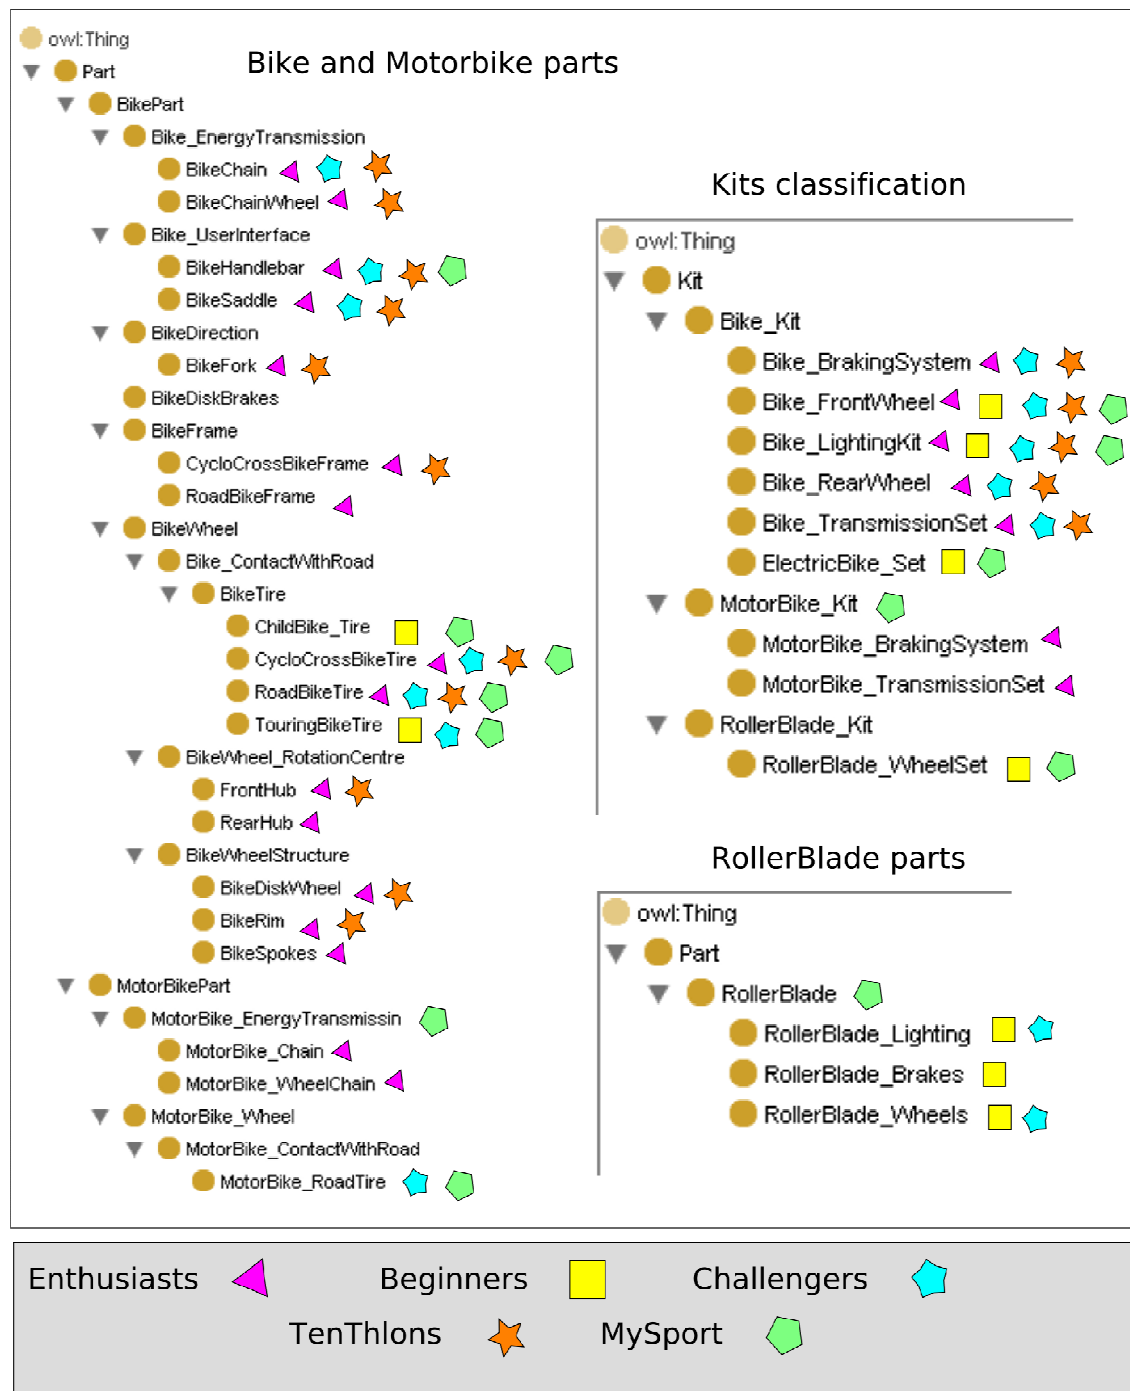 owl:Thing
Bike and Motorbike parts
Part
BikePart
Bike_EnergyTransmission
BikeChain
BikeChainWheel
Bike_UserInterface
BikeHandlebar
BikeSaddle
BikeDirection
BikeFork
BikeDiskBrakes
BikeFrame
CycloCrossBikeFrame
RoadBikeFrame
BikeWheel
Bike_ContactWithRoad
BikeTire
ChildBike_Tire
CycloCrossBikeTire
RoadBikeTire
TouringBikeTire
BikeWheel_RotationCentre
FrontHub
RearHub
BikeWheelStructure
BikeDiskWheel
BikeRim
BikeSpokes
MotorBikePart
MotorBike_EnergyTransmissin
MotorBike_Chain
MotorBike_WheelChain
MotorBike_Wheel
MotorBike_ContactWithRoad
MotorBike_RoadTire
Kits classification
owl:Thing
Kit
Bike_Kit
Bike_BrakingSystem
Bike_FrontWheel
Bike_LightingKit
Bike_RearWheel
Bike_TransmissionSet
ElectricBike_Set
MotorBike_Kit
MotorBike_BrakingSystem
MotorBike_TransmissionSet
RollerBlade_Kit
RollerBlade_WheelSet
RollerBlade parts
owl:Thing
Part
RollerBlade
RollerBlade_Lighting
RollerBlade_Brakes
RollerBlade_Wheels
Enthusiasts Beginners Challengers
TenThlons MySport